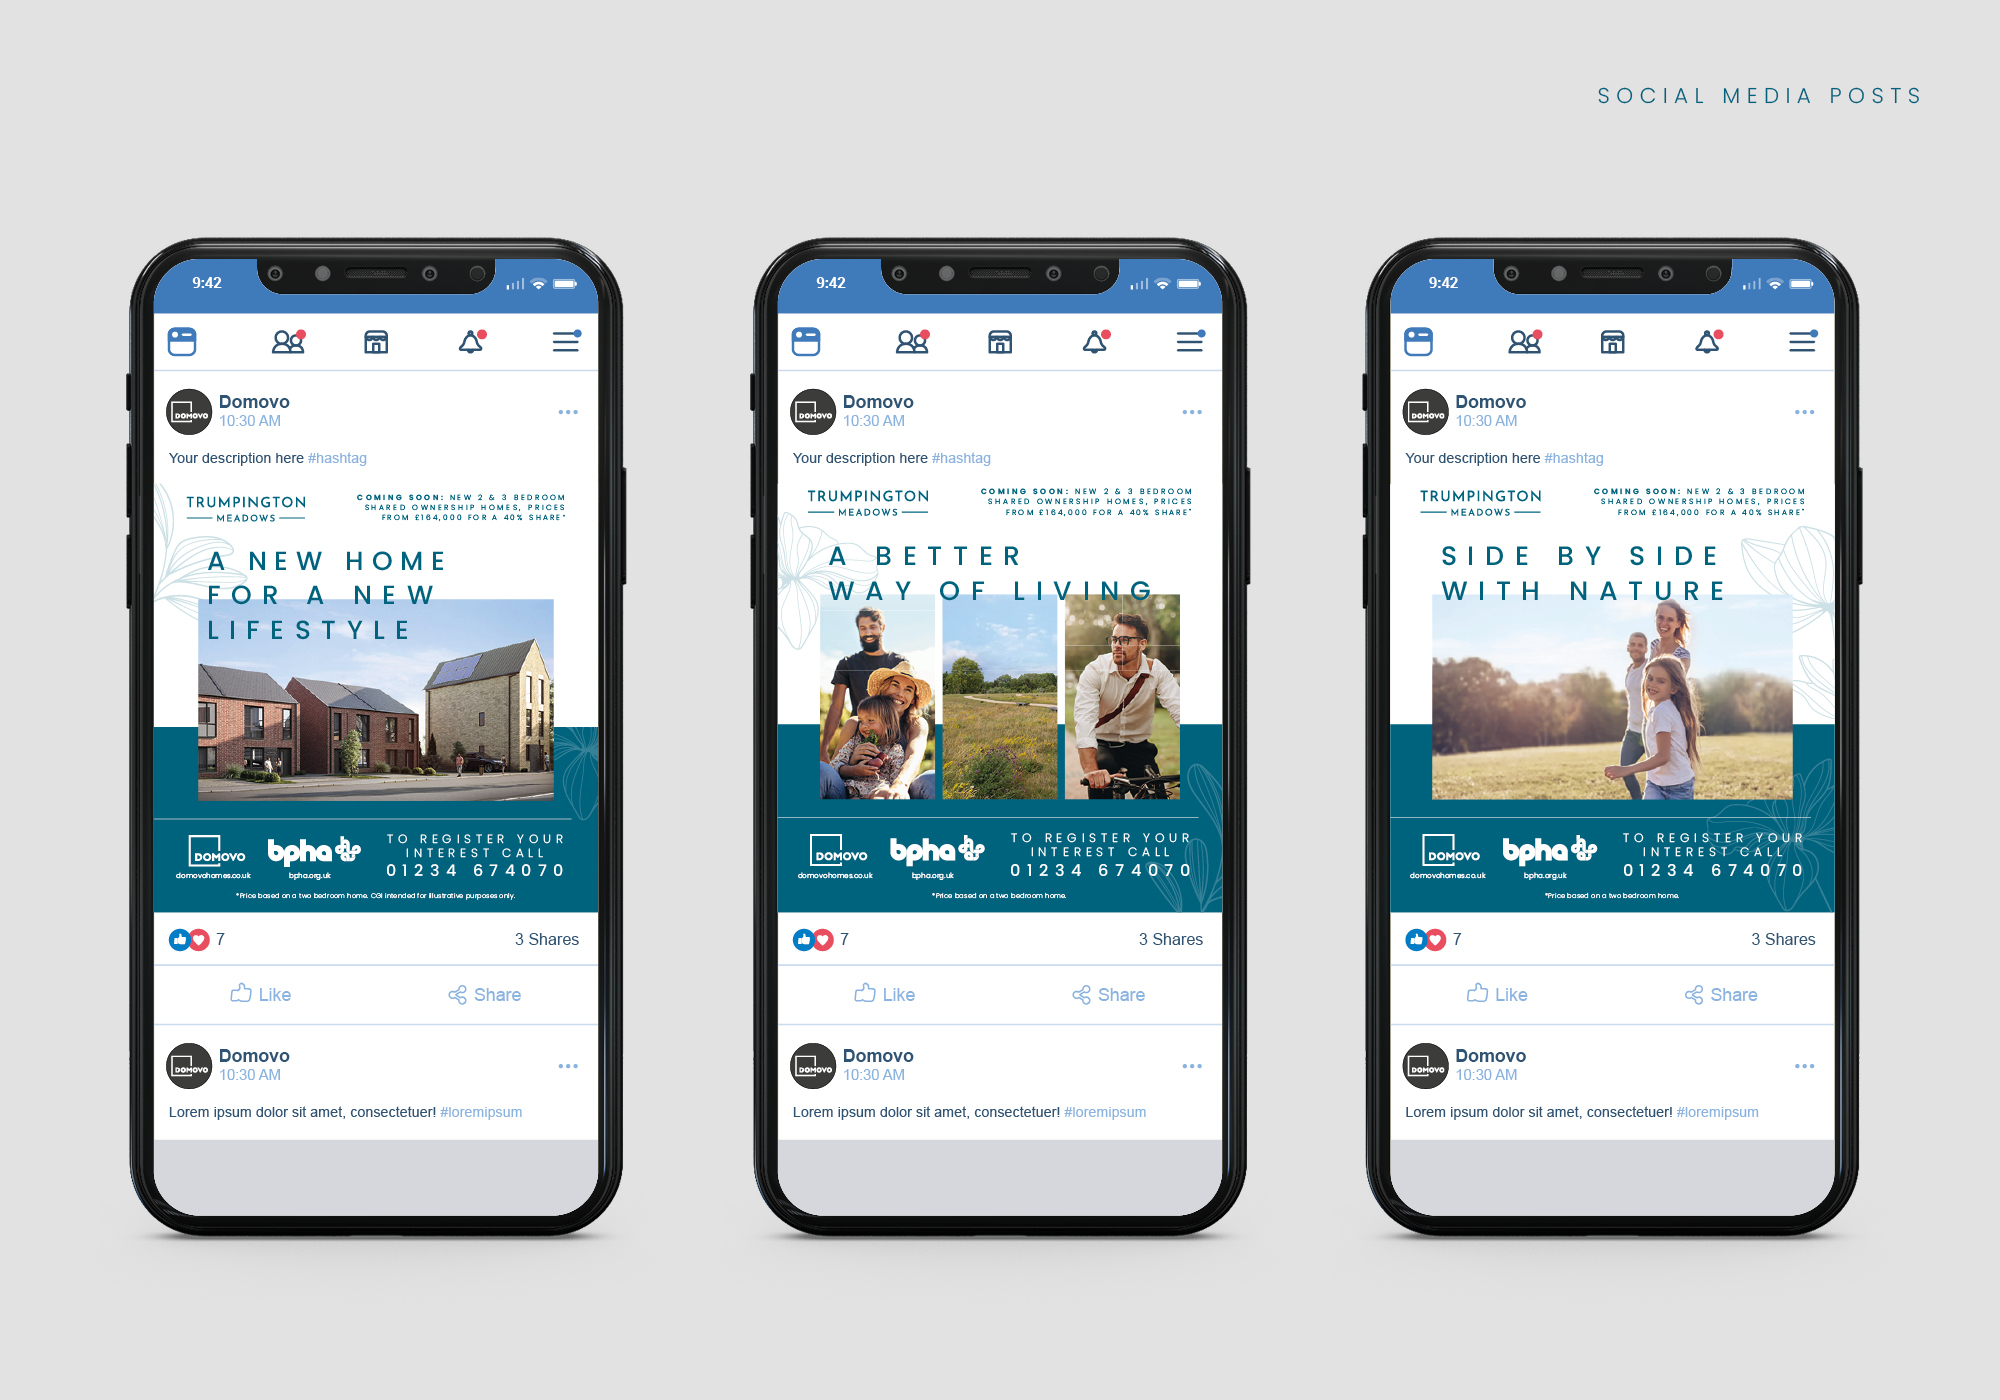 SOCIAL MEDIA POSTS
9:42
Domovo
10:30 AM
DOMOVO
Your description here #hashtag
TRUMPINGTON
MEADOWS
COMING SOON: NEW 2 & 3 BEDROOM
SHARED OWNERSHIP HOMES, PRICES
FROM £164,000 FOR A 40% SHARE*
A NEW HOME
FOR A NEW
LIFESTYLE
DOMOVO
domovohomes.co.uk
bpha
bpha.org.uk
TO REGISTER YOUR
INTEREST CALL
01234 674070
*Price based on a two bedroom home. CGI intended for illustrative purposes only.
7
3 Shares
Like
Share
Domovo
10:30 AM
DOMOVO
Lorem ipsum dolor sit amet, consectetuer! #loremipsum
9:42
Domovo
10:30 AM
DOMOVO
Your description here #hashtag
TRUMPINGTON
MEADOWS
COMING SOON: NEW 2 & 3 BEDROOM
SHARED OWNERSHIP HOMES, PRICES
FROM £164,000 FOR A 40% SHARE*
A BETTER
WAY OF LIVING
DOMOVO
domovohomes.co.uk
bpha
bpha.org.uk
TO REGISTER YOUR
INTEREST CALL
01234 674070
*Price based on a two bedroom home.
7
3 Shares
Like
Share
Domovo
10:30 AM
DOMOVO
Lorem ipsum dolor sit amet, consectetuer! #loremipsum
9:42
Domovo
10:30 AM
DOMOVO
Your description here #hashtag
TRUMPINGTON
MEADOWS
COMING SOON: NEW 2 & 3 BEDROOM
SHARED OWNERSHIP HOMES, PRICES
FROM £164,000 FOR A 40% SHARE*
SIDE BY SIDE
WITH NATURE
DOMOVO
domovohomes.co.uk
bpha
bpha.org.uk
TO REGISTER YOUR
INTEREST CALL
01234 674070
*Price based on a two bedroom home.
7
3 Shares
Like
Share
Domovo
10:30 AM
DOMOVO
Lorem ipsum dolor sit amet, consectetuer! #loremipsum